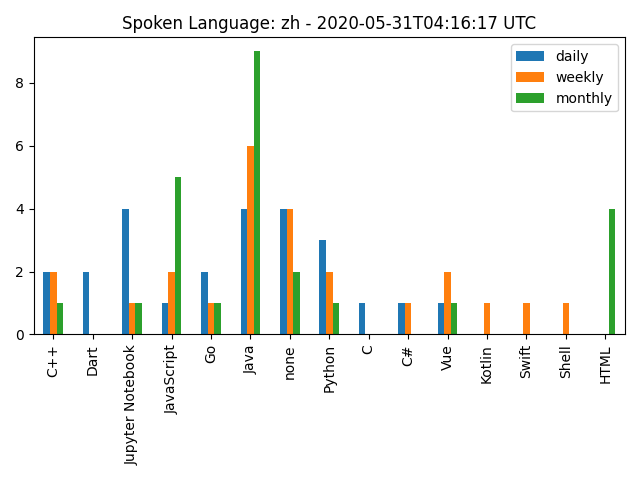 Spoken Language: zh - 2020-05-31T04:16:17 UTC
daily
weekly
monthly
8
6
4
2
0
C++
Dart
Jupyter Notebook
JavaScript
Go
Java
none
Python
C
C#
Vue
Kotlin
Swift
Shell
HTML